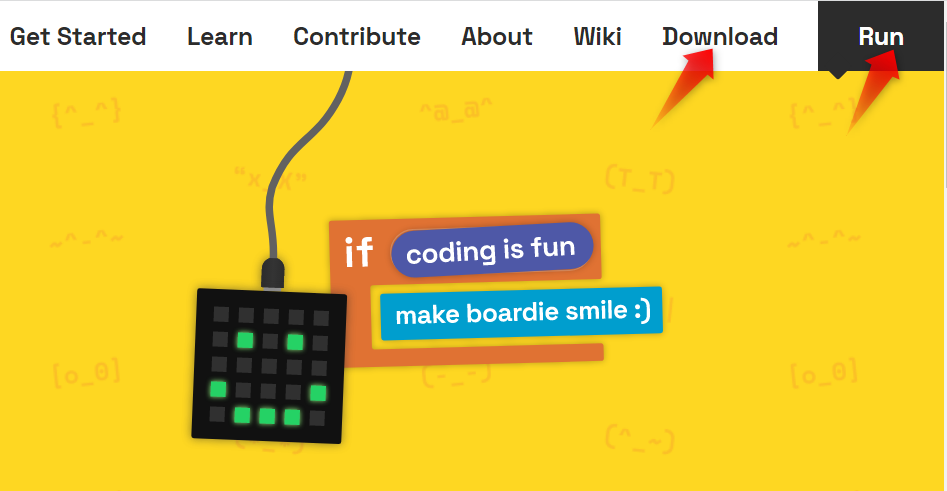 Get Started Learn Contribute About Wiki Download Run
{^_^} ^@_@^ {^_^}
"x_x" (T_T)
~^-^~ ~^-^~
if coding is fun
make boardie smile :)
[o_0] (-_-) [o_0]
(^_~)